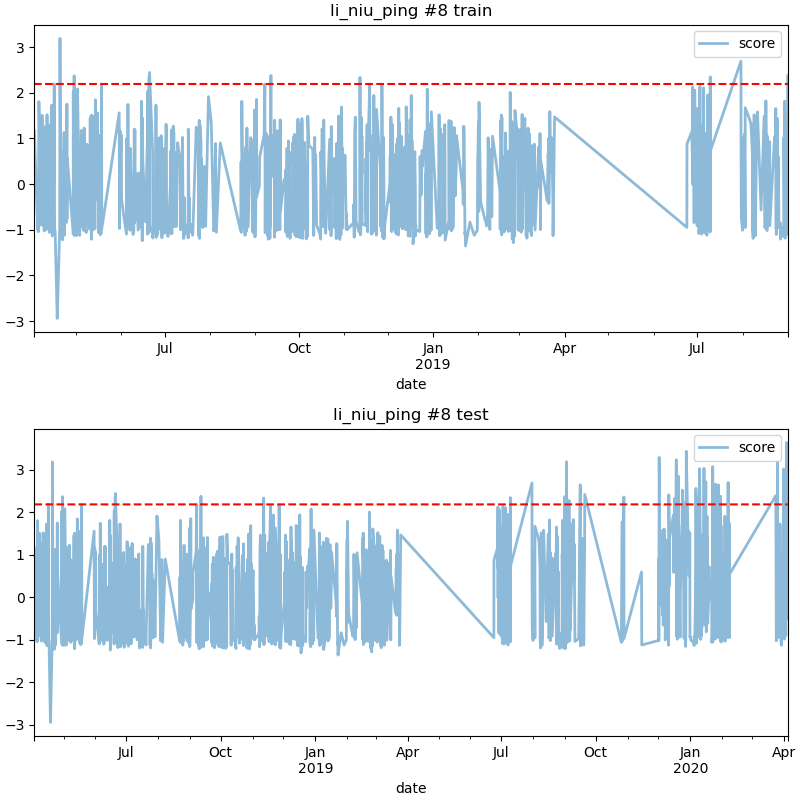 li_niu_ping #8 train
score
3
2
1
0
−1
−2
−3
Jul
Oct
Jan
2019
Apr
Jul
date
li_niu_ping #8 test
score
3
2
1
0
−1
−2
−3
Jul
Oct
Jan
2019
Apr
Jul
Oct
Jan
2020
Apr
date